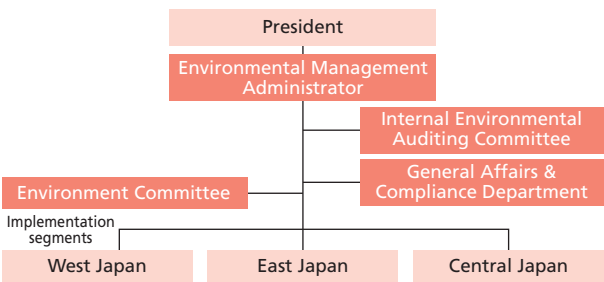 President
Environmental Management
Administrator
Internal Environmental
Auditing Committee
General Affairs &
Compliance Department
Environment Committee
Implementation
segments
West Japan
East Japan
Central Japan